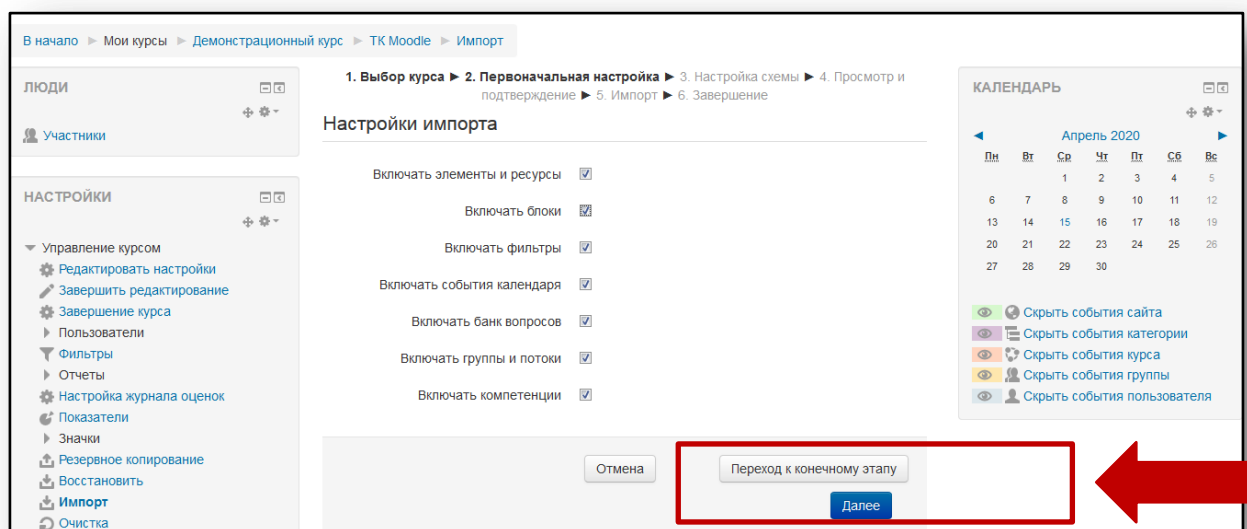 В начало ► Мои курсы ► Демонстрационный курс ► ТК Moodle ► Импорт
ЛЮДИ
Участники
НАСТРОЙКИ
Управление курсом
Редактировать настройки
Завершить редактирование
Завершение курса
Пользователи
Фильтры
Отчеты
Настройка журнала оценок
Показатели
Значки
Резервное копирование
Восстановить
Импорт
Очистка
1. Выбор курса ► 2. Первоначальная настройка ► 3. Настройка схемы ► 4. Просмотр и
подтверждение ► 5. Импорт ► 6. Завершение
Настройки импорта
Включать элементы и ресурсы
Включать блоки
Включать фильтры
Включать события календаря
Включать банк вопросов
Включать группы и потоки
Включать компетенции
Отмена
Переход к конечному этапу
Далее
КАЛЕНДАРЬ
◄ Апрель 2020 ►
Пн Вт Ср Чт Пт Сб Вс
1 2 3 4 5
6 7 8 9 10 11 12
13 14 15 16 17 18 19
20 21 22 23 24 25 26
27 28 29 30
Скрыть события сайта
Скрыть события категории
Скрыть события курса
Скрыть события группы
Скрыть события пользователя